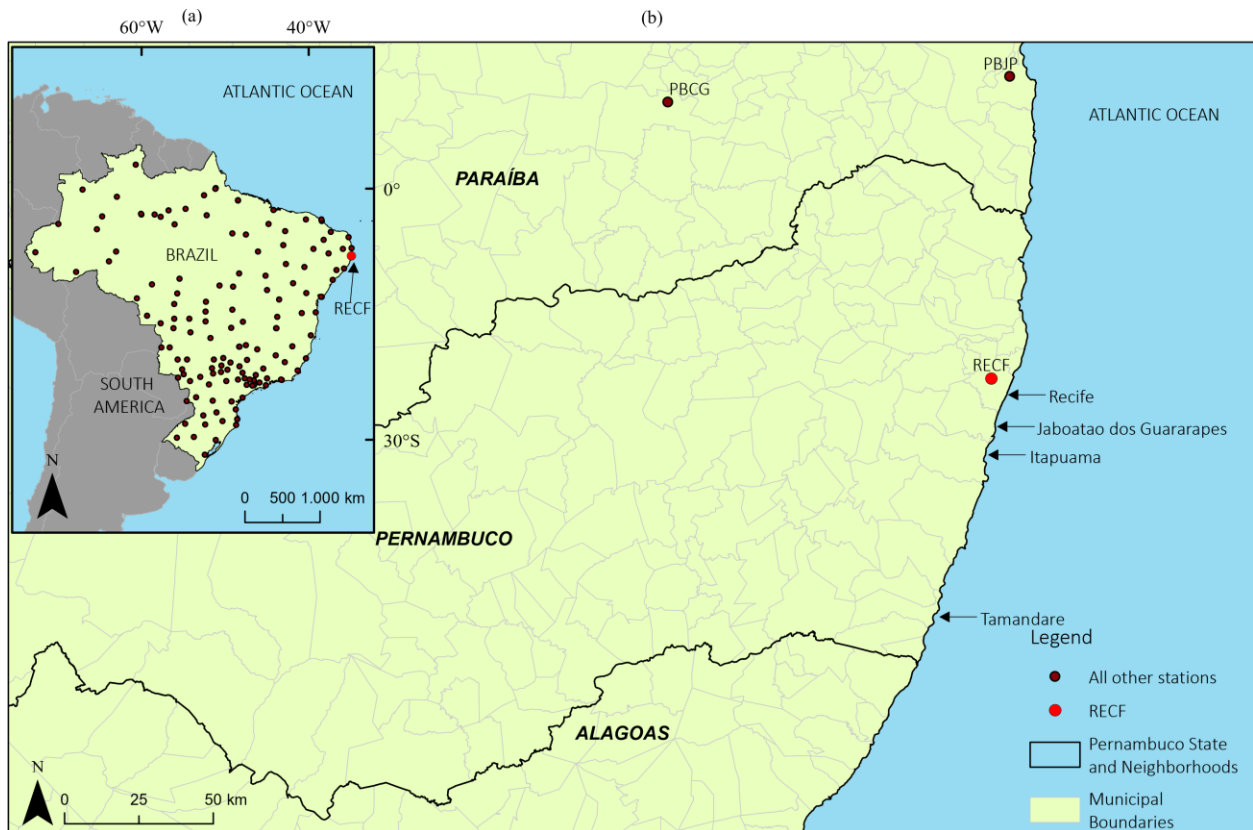 60°W
(a)
40°W
(b)
ATLANTIC OCEAN
0°
BRAZIL
RECF
SOUTH
AMERICA
30°S
N
0 500 1.000 km
PBCG
PBJP
ATLANTIC OCEAN
PARAÍBA
RECF
Recife
Jaboatao dos Guararapes
Itapuama
PERNAMBUCO
Tamandare
ALAGOAS
N
0 25 50 km
Legend
All other stations
RECF
Pernambuco State
and Neighborhoods
Municipal
Boundaries